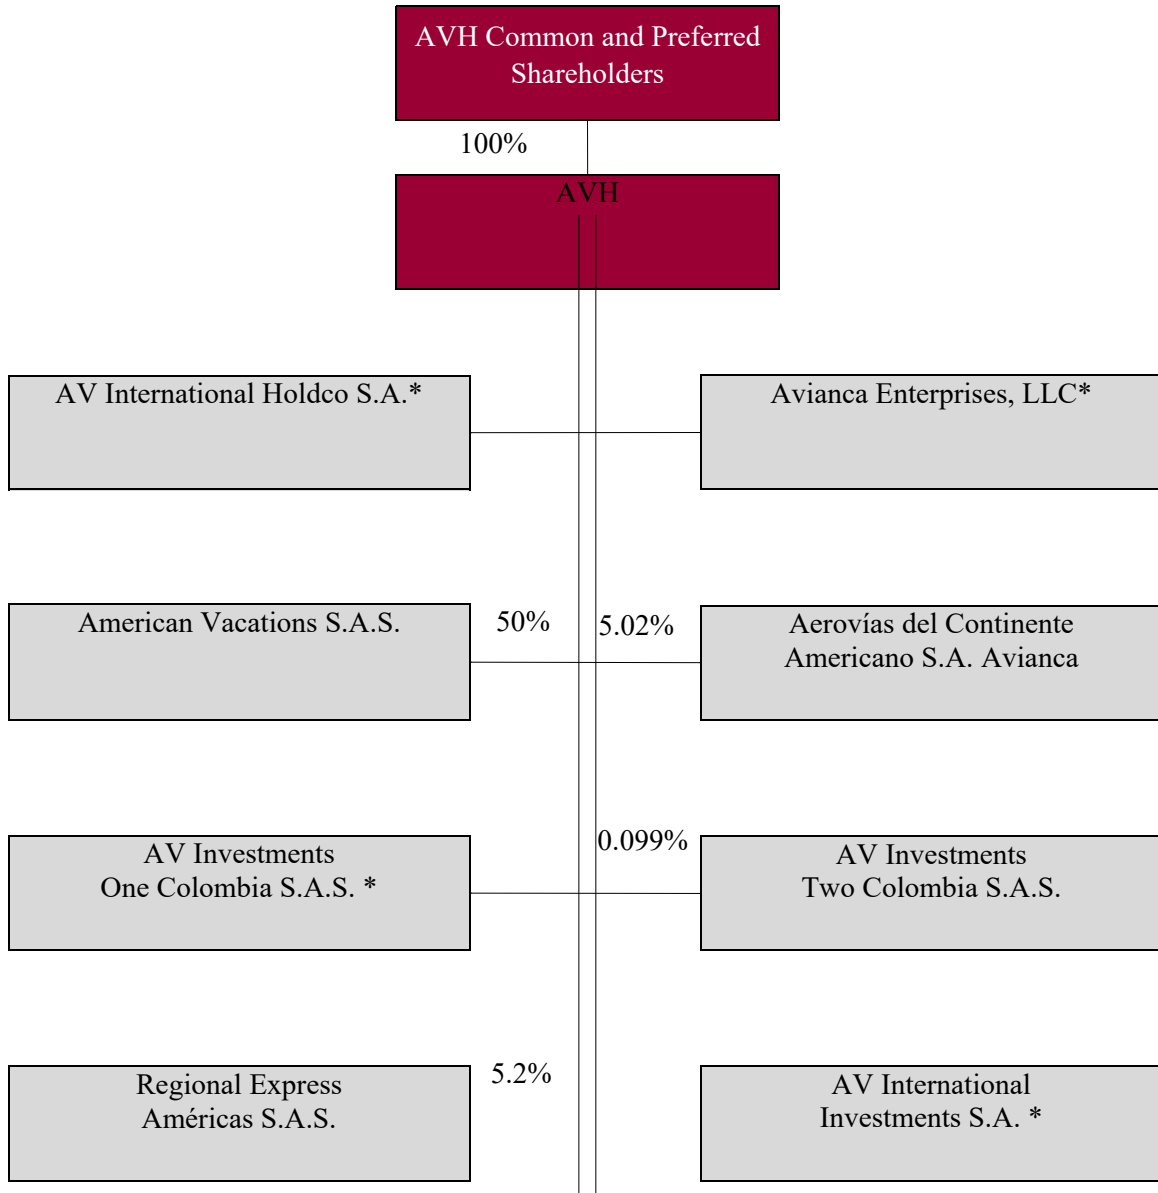 AVH Common and Preferred
Shareholders
100%
AVH
AV International Holdco S.A.*
Avianca Enterprises, LLC*
American Vacations S.A.S.
50%
5.02%
Aerovías del Continente
Americano S.A. Avianca
AV Investments
One Colombia S.A.S. *
0.099%
AV Investments
Two Colombia S.A.S.
Regional Express
Américas S.A.S.
5.2%
AV International
Investments S.A. *